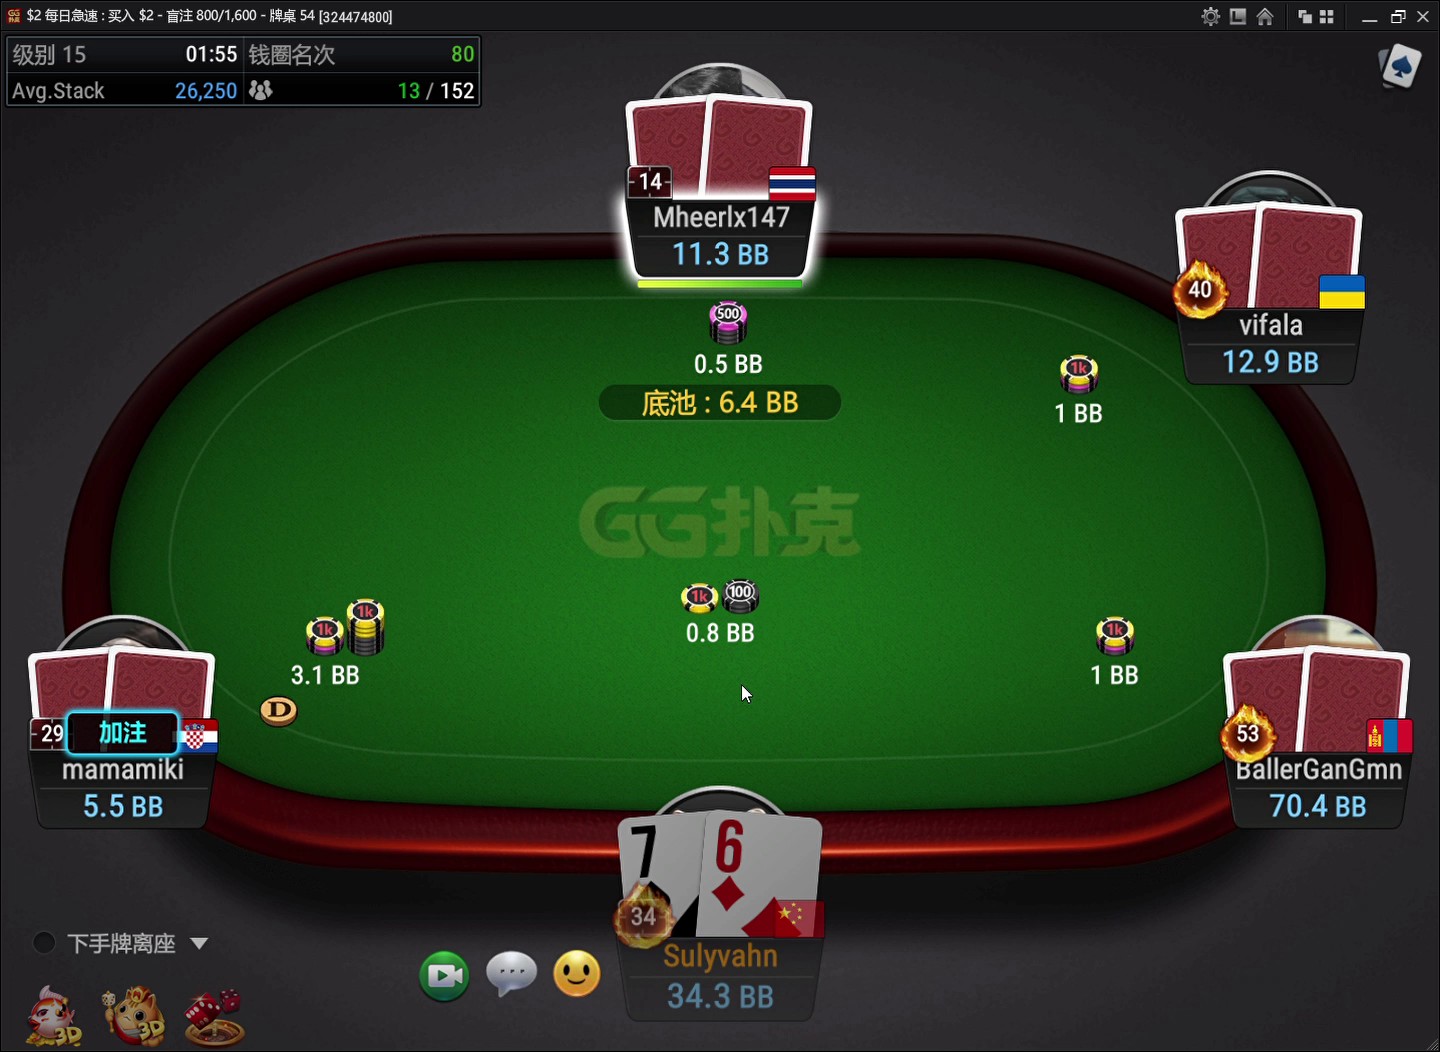 $2 每日急速 : 买入 $2 - 盲注 800/1,600 - 牌桌 54 [324474800]
级别 15 01:55 钱圈名次 80
Avg.Stack 26,250 13 / 152
14
Mheerlx147
11.3 BB
40
vifala
12.9 BB
500
0.5 BB
1k
1 BB
底池 : 6.4 BB
GG扑克
1k 100
0.8 BB
1k 1k
3.1 BB
1k
1 BB
D
29 加注
mamamiki
5.5 BB
53
BallerGanGmn
70.4 BB
7 6
34
Sulyvahn
34.3 BB
下手牌离座
3D 3D